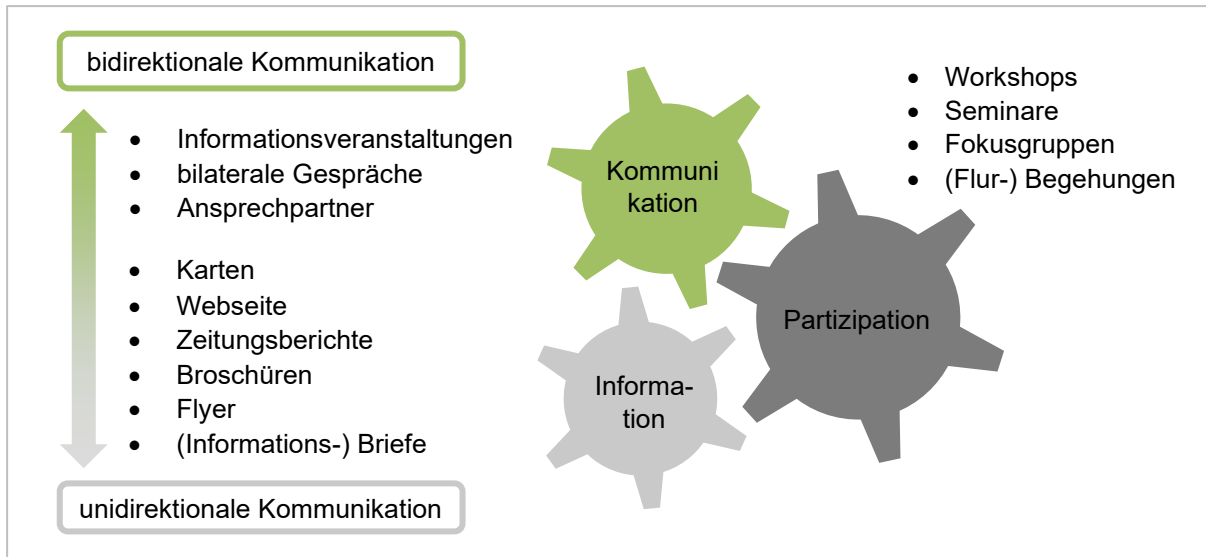 bidirektionale Kommunikation
• Informationsveranstaltungen
• bilaterale Gespräche
• Ansprechpartner
• Karten
• Webseite
• Zeitungsberichte
• Broschüren
• Flyer
• (Informations-) Briefe
unidirektionale Kommunikation
Kommuni
kation
Informa-
tion
Partizipation
• Workshops
• Seminare
• Fokusgruppen
• (Flur-) Begehungen